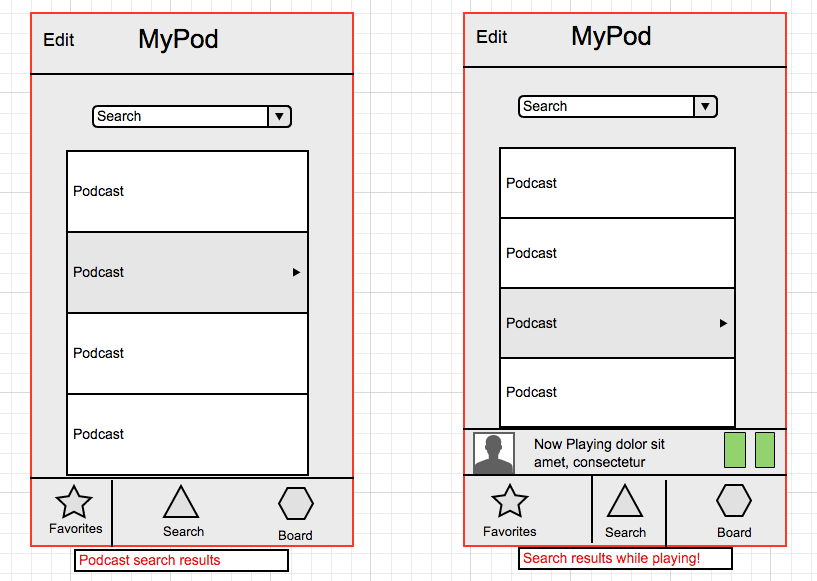 Edit
MyPod
Search
Podcast
Podcast
Podcast
Podcast
Favorites
Search
Board
Podcast search results
Edit
MyPod
Search
Podcast
Podcast
Podcast
Podcast
Now Playing dolor sit
amet, consectetur
Favorites
Search
Board
Search results while playing!